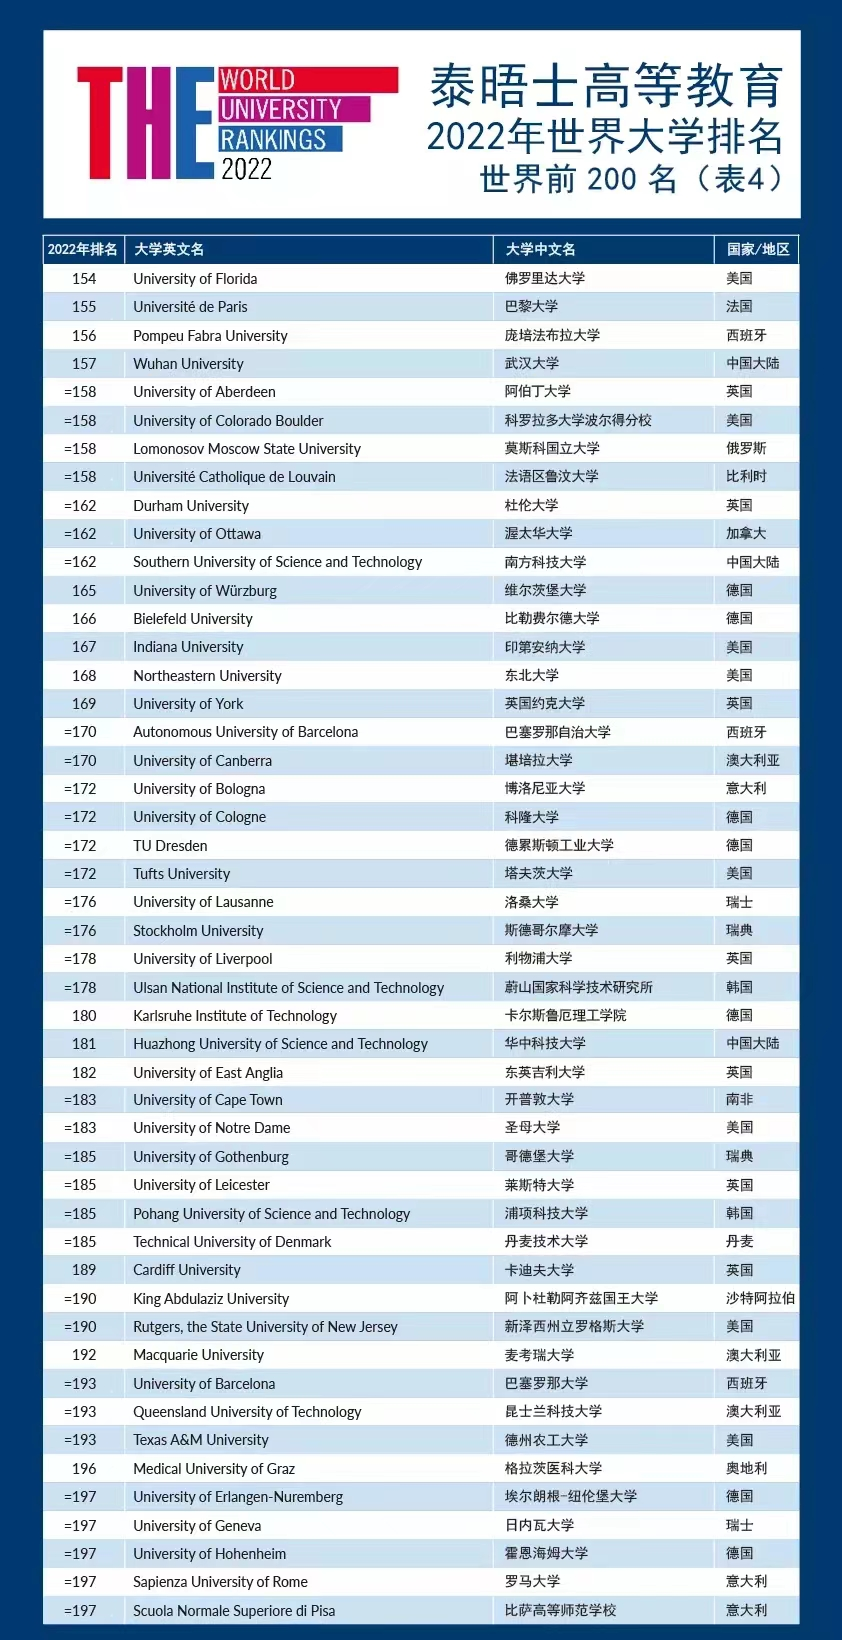 THE WORLD
UNIVERSITY
RANKINGS
2022
泰晤士高等教育
2022年世界大学排名
世界前 200 名（表4）
2022年排名 大学英文名 大学中文名 国家/地区
154 University of Florida 佛罗里达大学 美国
155 Université de Paris 巴黎大学 法国
156 Pompeu Fabra University 庞培法布拉大学 西班牙
157 Wuhan University 武汉大学 中国大陆
=158 University of Aberdeen 阿伯丁大学 英国
=158 University of Colorado Boulder 科罗拉多大学波尔得分校 美国
=158 Lomonosov Moscow State University 莫斯科国立大学 俄罗斯
=158 Université Catholique de Louvain 法语区鲁汶大学 比利时
=162 Durham University 杜伦大学 英国
=162 University of Ottawa 渥太华大学 加拿大
=162 Southern University of Science and Technology 南方科技大学 中国大陆
165 University of Würzburg 维尔茨堡大学 德国
166 Bielefeld University 比勒费尔德大学 德国
167 Indiana University 印第安纳大学 美国
168 Northeastern University 东北大学 美国
169 University of York 英国约克大学 英国
=170 Autonomous University of Barcelona 巴塞罗那自治大学 西班牙
=170 University of Canberra 堪培拉大学 澳大利亚
=172 University of Bologna 博洛尼亚大学 意大利
=172 University of Cologne 科隆大学 德国
=172 TU Dresden 德累斯顿工业大学 德国
=172 Tufts University 塔夫茨大学 美国
=176 University of Lausanne 洛桑大学 瑞士
=176 Stockholm University 斯德哥尔摩大学 瑞典
=178 University of Liverpool 利物浦大学 英国
=178 Ulsan National Institute of Science and Technology 蔚山国家科学技术研究所 韩国
180 Karlsruhe Institute of Technology 卡尔斯鲁厄理工学院 德国
181 Huazhong University of Science and Technology 华中科技大学 中国大陆
182 University of East Anglia 东英吉利大学 英国
=183 University of Cape Town 开普敦大学 南非
=183 University of Notre Dame 圣母大学 美国
=185 University of Gothenburg 哥德堡大学 瑞典
=185 University of Leicester 莱斯特大学 英国
=185 Pohang University of Science and Technology 浦项科技大学 韩国
=185 Technical University of Denmark 丹麦技术大学 丹麦
189 Cardiff University 卡迪夫大学 英国
=190 King Abdulaziz University 阿卜杜勒阿齐兹国王大学 沙特阿拉伯
=190 Rutgers, the State University of New Jersey 新泽西州立罗格斯大学 美国
192 Macquarie University 麦考瑞大学 澳大利亚
=193 University of Barcelona 巴塞罗那大学 西班牙
=193 Queensland University of Technology 昆士兰科技大学 澳大利亚
=193 Texas A&M University 德州农工大学 美国
196 Medical University of Graz 格拉茨医科大学 奥地利
=197 University of Erlangen-Nuremberg 埃尔朗根-纽伦堡大学 德国
=197 University of Geneva 日内瓦大学 瑞士
=197 University of Hohenheim 霍恩海姆大学 德国
=197 Sapienza University of Rome 罗马大学 意大利
=197 Scuola Normale Superiore di Pisa 比萨高等师范学校 意大利